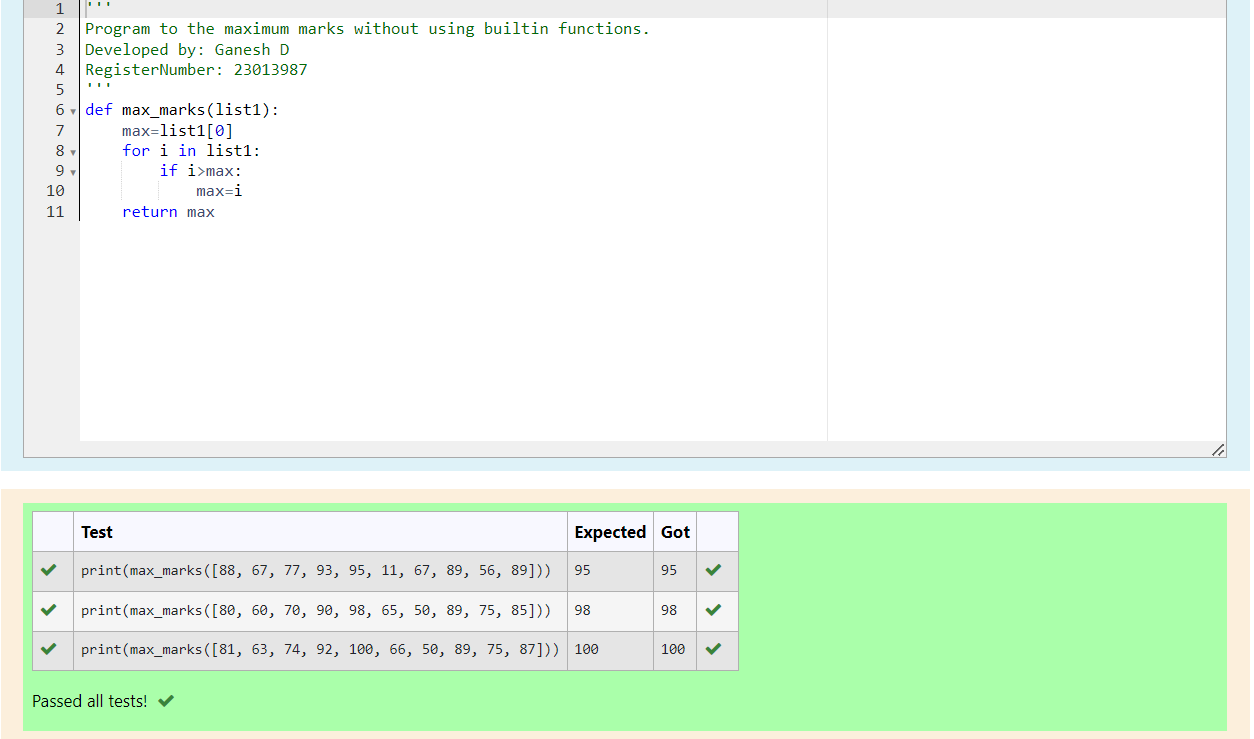 1 '''
2 Program to the maximum marks without using builtin functions.
3 Developed by: Ganesh D
4 RegisterNumber: 23013987
5 '''
6 def max_marks(list1):
7     max=list1[0]
8     for i in list1:
9         if i>max:
10             max=i
11     return max
Test Expected Got
print(max_marks([88, 67, 77, 93, 95, 11, 67, 89, 56, 89])) 95 95
print(max_marks([80, 60, 70, 90, 98, 65, 50, 89, 75, 85])) 98 98
print(max_marks([81, 63, 74, 92, 100, 66, 50, 89, 75, 87])) 100 100
Passed all tests!